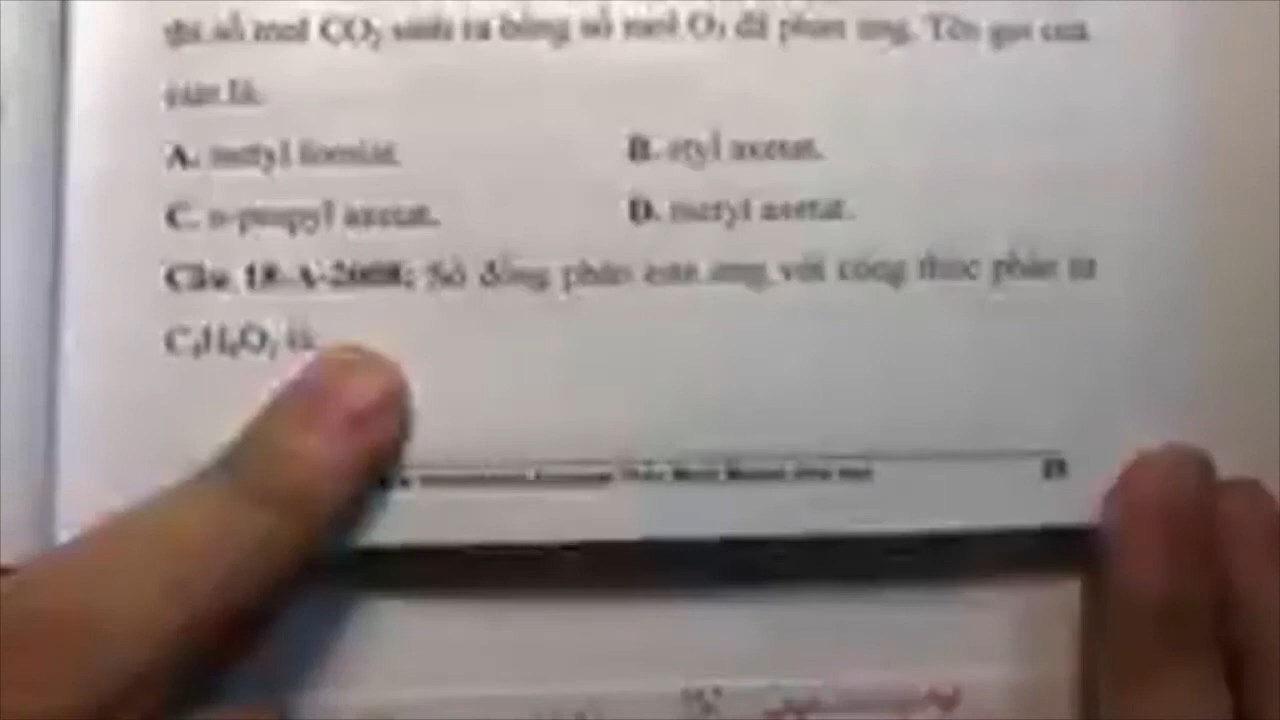 thì số mol CO₂ sinh ra bằng số mol O₂ đã phản ứng. Tên gọi của
este là
A. metyl fomiat. B. etyl axetat.
C. n-propyl axetat. D. metyl axetat.
Câu 18-A-2008: Số đồng phân este ứng với công thức phân tử
C₄H₈O₂ là